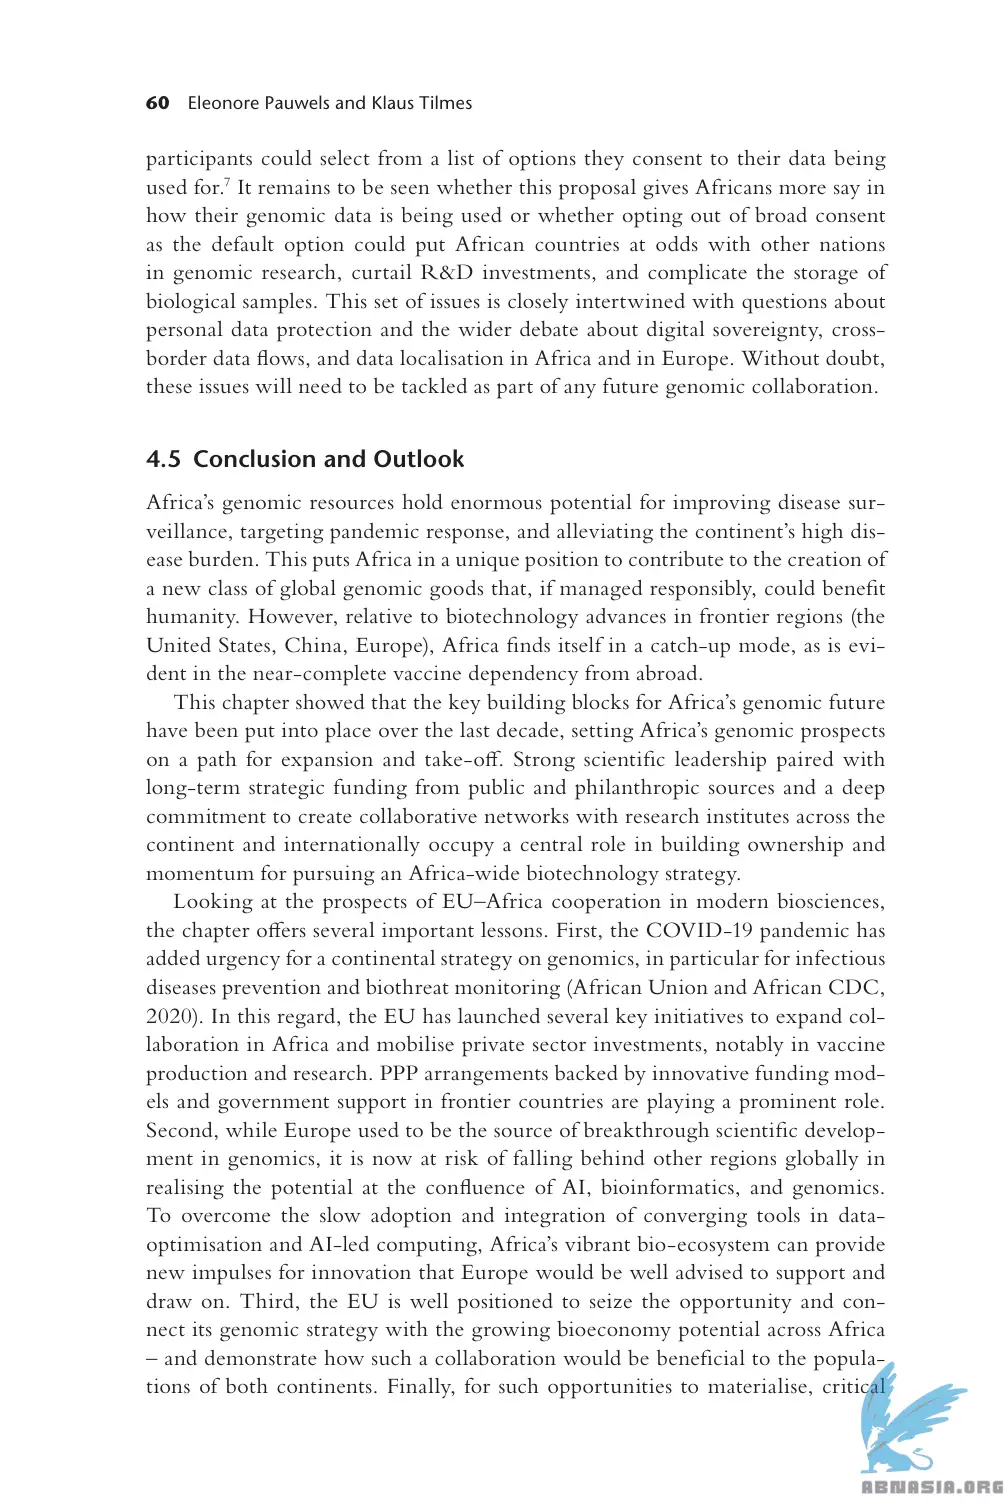 60 Eleonore Pauwels and Klaus Tilmes
participants could select from a list of options they consent to their data being
used for.7 It remains to be seen whether this proposal gives Africans more say in
how their genomic data is being used or whether opting out of broad consent
as the default option could put African countries at odds with other nations
in genomic research, curtail R&D investments, and complicate the storage of
biological samples. This set of issues is closely intertwined with questions about
personal data protection and the wider debate about digital sovereignty, cross-
border data flows, and data localisation in Africa and in Europe. Without doubt,
these issues will need to be tackled as part of any future genomic collaboration.
4.5 Conclusion and Outlook
Africa’s genomic resources hold enormous potential for improving disease sur-
veillance, targeting pandemic response, and alleviating the continent’s high dis-
ease burden. This puts Africa in a unique position to contribute to the creation of
a new class of global genomic goods that, if managed responsibly, could benefit
humanity. However, relative to biotechnology advances in frontier regions (the
United States, China, Europe), Africa finds itself in a catch-up mode, as is evi-
dent in the near-complete vaccine dependency from abroad.
This chapter showed that the key building blocks for Africa’s genomic future
have been put into place over the last decade, setting Africa’s genomic prospects
on a path for expansion and take-off. Strong scientific leadership paired with
long-term strategic funding from public and philanthropic sources and a deep
commitment to create collaborative networks with research institutes across the
continent and internationally occupy a central role in building ownership and
momentum for pursuing an Africa-wide biotechnology strategy.
Looking at the prospects of EU–Africa cooperation in modern biosciences,
the chapter offers several important lessons. First, the COVID-19 pandemic has
added urgency for a continental strategy on genomics, in particular for infectious
diseases prevention and biothreat monitoring (African Union and African CDC,
2020). In this regard, the EU has launched several key initiatives to expand col-
laboration in Africa and mobilise private sector investments, notably in vaccine
production and research. PPP arrangements backed by innovative funding mod-
els and government support in frontier countries are playing a prominent role.
Second, while Europe used to be the source of breakthrough scientific develop-
ment in genomics, it is now at risk of falling behind other regions globally in
realising the potential at the confluence of AI, bioinformatics, and genomics.
To overcome the slow adoption and integration of converging tools in data-
optimisation and AI-led computing, Africa’s vibrant bio-ecosystem can provide
new impulses for innovation that Europe would be well advised to support and
draw on. Third, the EU is well positioned to seize the opportunity and con-
nect its genomic strategy with the growing bioeconomy potential across Africa
– and demonstrate how such a collaboration would be beneficial to the popula-
tions of both continents. Finally, for such opportunities to materialise, critical
ABNASIA.ORG